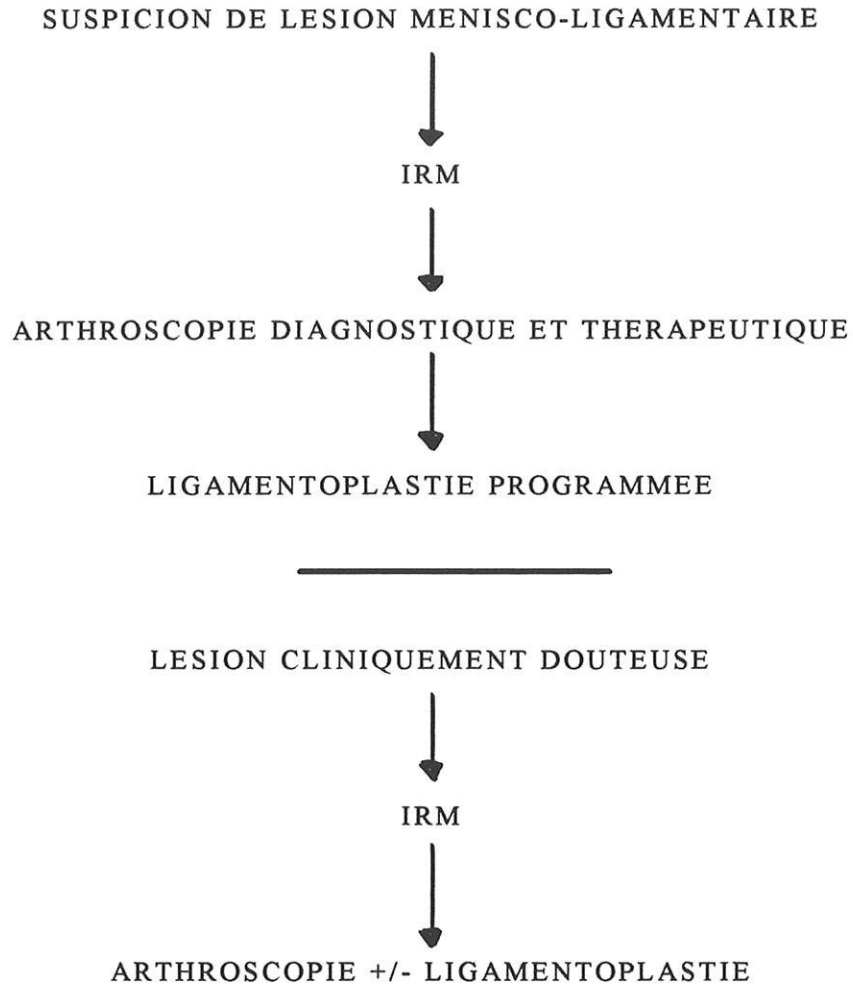 SUSPICION DE LESION MENISCO-LIGAMENTAIRE
IRM
ARTHROSCOPIE DIAGNOSTIQUE ET THERAPEUTIQUE
LIGAMENTOPLASTIE PROGRAMMEE
LESION CLINIQUEMENT DOUTEUSE
IRM
ARTHROSCOPIE +/- LIGAMENTOPLASTIE